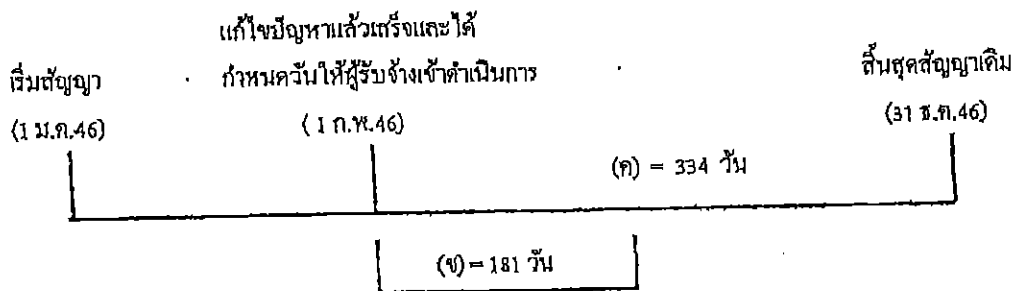 แก้ไขปัญหาแล้วเสร็จและได้
กำหนดวันให้ผู้รับจ้างเข้าดำเนินการ
เริ่มสัญญา
สิ้นสุดสัญญาเดิม
(1 ม.ค.46)
(1 ก.พ.46)
(31 ธ.ค.46)
(ค) = 334 วัน
(ข) = 181 วัน